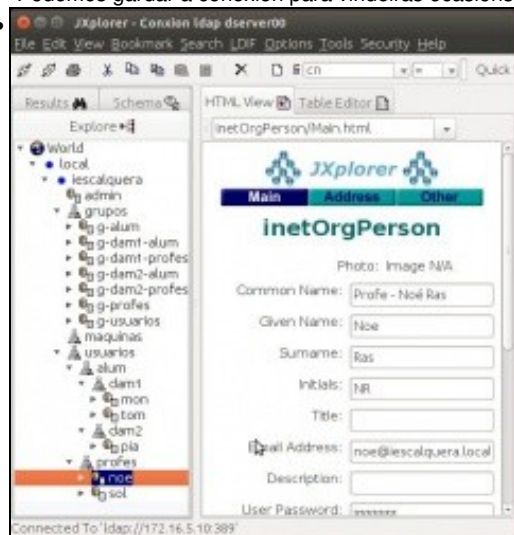 Podemos gardar a conexión para vindeiras ocasións
JXplorer - Conxion ldap dserver00
File Edit View Bookmark Search LDIF Options Tools Security Help
cn
=
Quick
Results
Schema
Explore
World
local
iescalquera
admin
grupos
g-alum
g-dam1-alum
g-dam1-profes
g-dam2-alum
g-dam2-profes
g-profes
g-usuarios
maquinas
usuarios
alum
dam1
mon
tom
dam2
pia
profes
noe
sol
HTML View
Table Editor
inetOrgPerson/Main.html
JXplorer
Main Address Other
inetOrgPerson
Photo: Image N/A
Common Name: Profe - Noé Ras
Given Name: Noe
Surname: Ras
Initials: NR
Title:
Email Address: noe@iescalquera.local
Description:
User Password: *******
Connected To 'ldap://172.16.5.10:389'